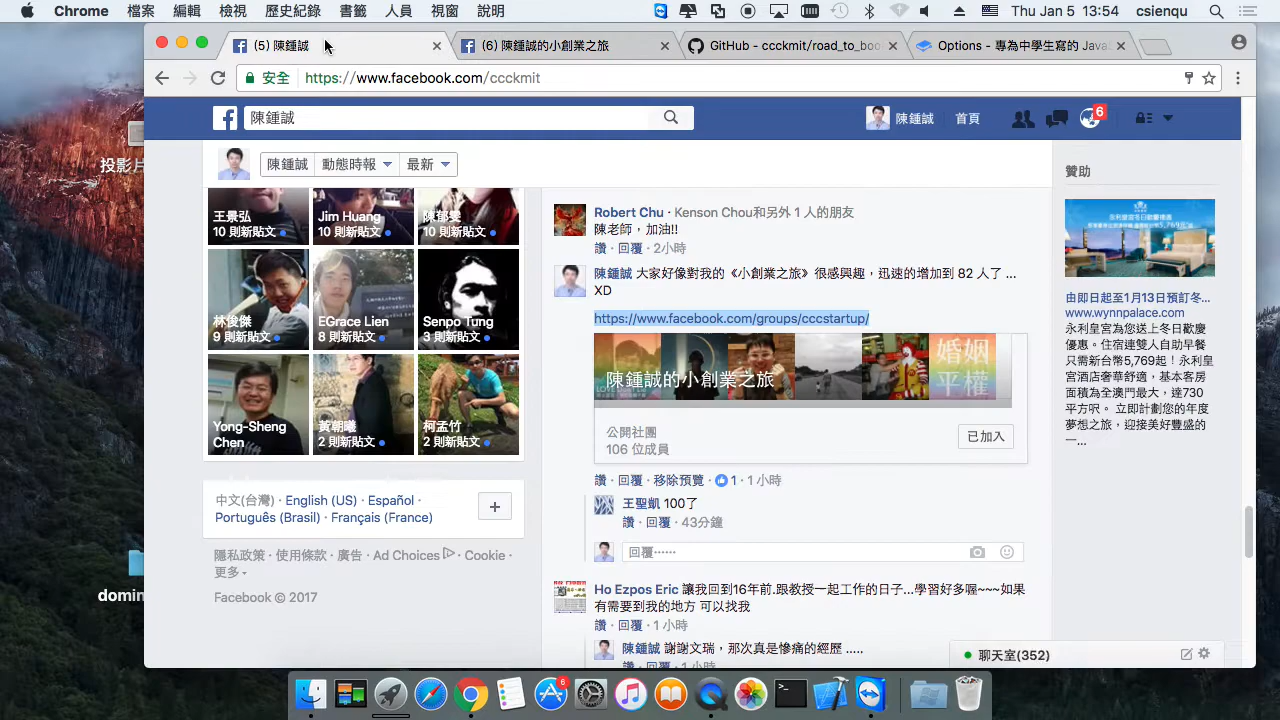 Chrome 檔案 編輯 檢視 歷史紀錄 書籤 人員 視窗 說明 Thu Jan 5 13:54 csienqu
(5) 陳鍾誠
(6) 陳鍾誠的小創業之旅
GitHub - ccckmit/road_to_boo
Options - 專為中學生寫的 Java
安全 https://www.facebook.com/ccckmit
陳鍾誠
陳鍾誠 首頁 6
陳鍾誠 動態時報 最新
投影片
domin
王景弘
10 則新貼文
Jim Huang
10 則新貼文
陳郁雯
10 則新貼文
林俊傑
9 則新貼文
EGrace Lien
8 則新貼文
Senpo Tung
3 則新貼文
Yong-Sheng
Chen
黃朝曦
2 則新貼文
柯孟竹
2 則新貼文
中文(台灣) · English (US) · Español ·
Português (Brasil) · Français (France)
隱私政策 · 使用條款 · 廣告 · Ad Choices · Cookie ·
更多
Facebook © 2017
Robert Chu · Kenson Chou和另外 1 人的朋友
陳老師，加油!!
讚 · 回覆 · 2小時
陳鍾誠 大家好像對我的《小創業之旅》很感興趣，迅速的增加到 82 人了 ...
XD
https://www.facebook.com/groups/cccstartup/
陳鍾誠的小創業之旅
婚姻
平權
公開社團
106 位成員
已加入
讚 · 回覆 · 移除預覽 · 1 · 1 小時
王聖凱 100了
讚 · 回覆 · 43分鐘
回覆······
Ho Ezpos Eric 讓我回到16年前.跟教授一起工作的日子...學習好多喔~~~如果
有需要到我的地方 可以找我
讚 · 回覆 · 1 小時
陳鍾誠 謝謝文瑞，那次真是慘痛的經歷 .....
讚 · 回覆 · 1 小時
贊助
由即日起至1月13日預訂冬...
www.wynnpalace.com
永利皇宮為您送上冬日歡慶
優惠。住宿連雙人自助早餐
只需新台幣5,769起！永利皇
宮酒店奢華舒適，基本客房
面積為全澳門最大，達730
平方呎。 立即計劃您的年度
夢想之旅，迎接美好豐盛的
一...
聊天室(352)
6